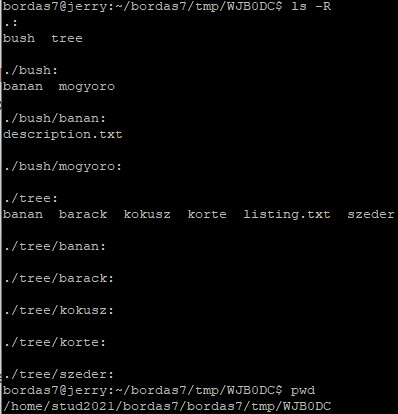 bordas7@jerry:~/bordas7/tmp/WJB0DC$ ls -R
.:
bush  tree
./bush:
banan  mogyoro
./bush/banan:
description.txt
./bush/mogyoro:
./tree:
banan  barack  kokusz  korte  listing.txt  szeder
./tree/banan:
./tree/barack:
./tree/kokusz:
./tree/korte:
./tree/szeder:
bordas7@jerry:~/bordas7/tmp/WJB0DC$ pwd
/home/stud2021/bordas7/bordas7/tmp/WJB0DC